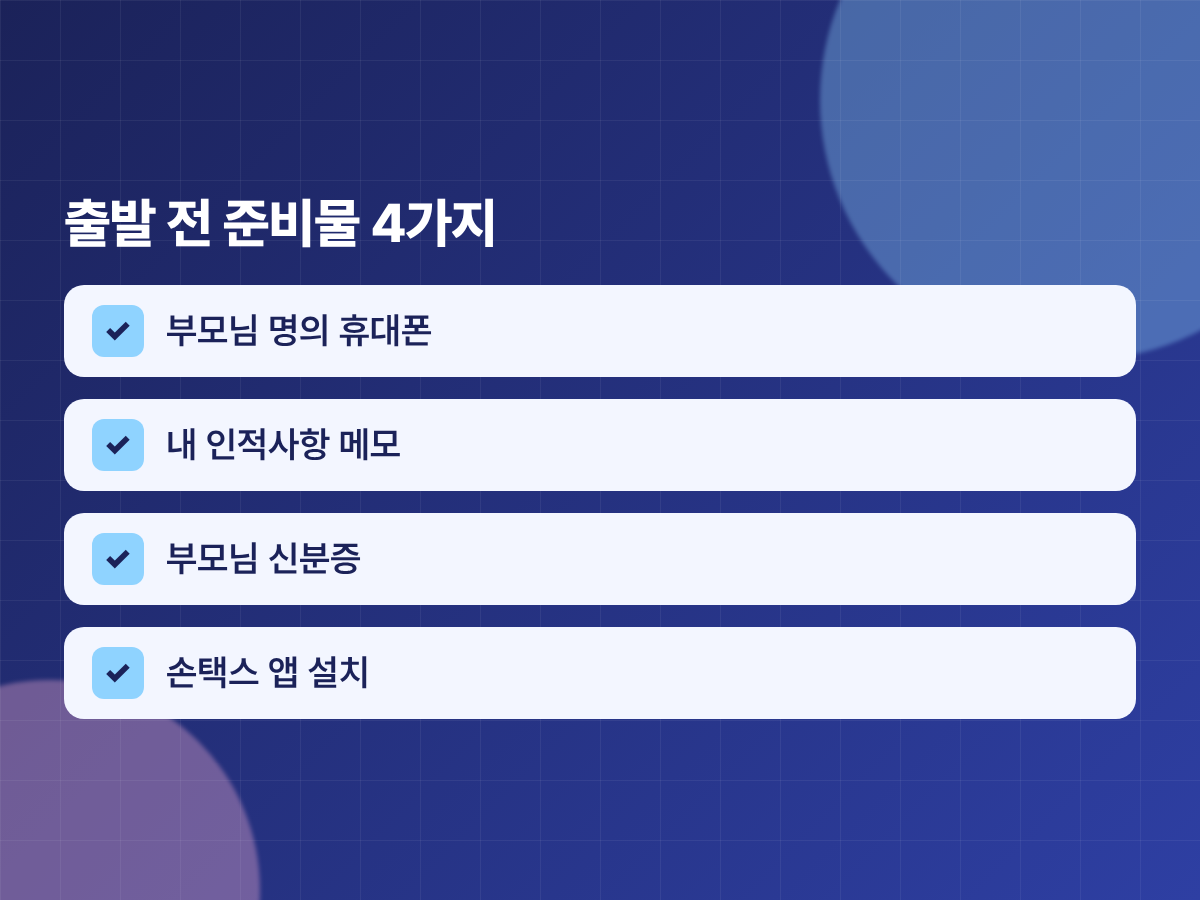 출발 전 준비물 4가지
부모님 명의 휴대폰
내 인적사항 메모
부모님 신분증
손택스 앱 설치